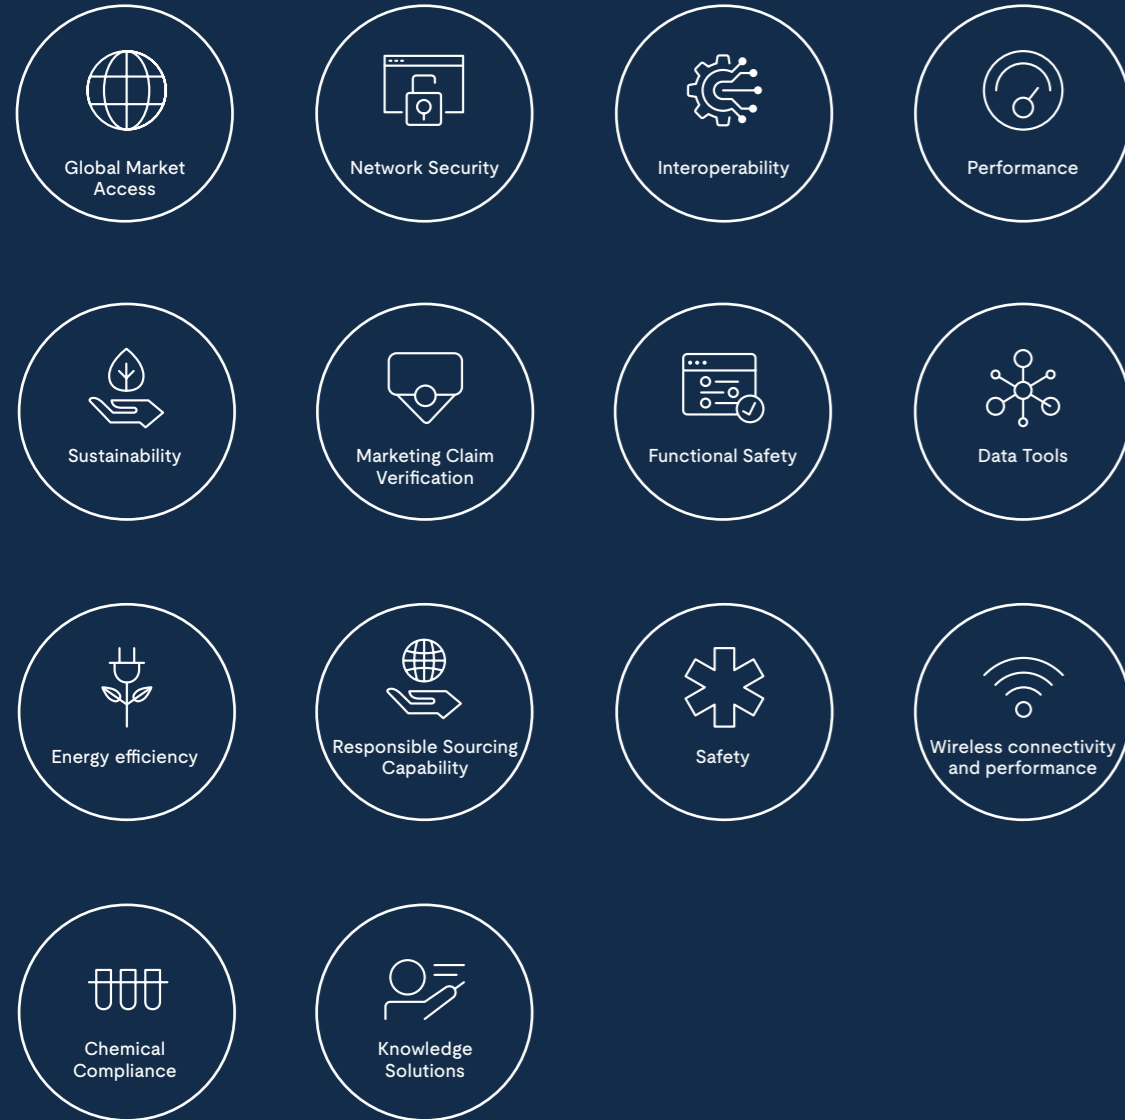 Global Market
Access
Network Security
Interoperability
Performance
Sustainability
Marketing Claim
Verification
Functional Safety
Data Tools
Energy efficiency
Responsible Sourcing
Capability
Safety
Wireless connectivity
and performance
Chemical
Compliance
Knowledge
Solutions